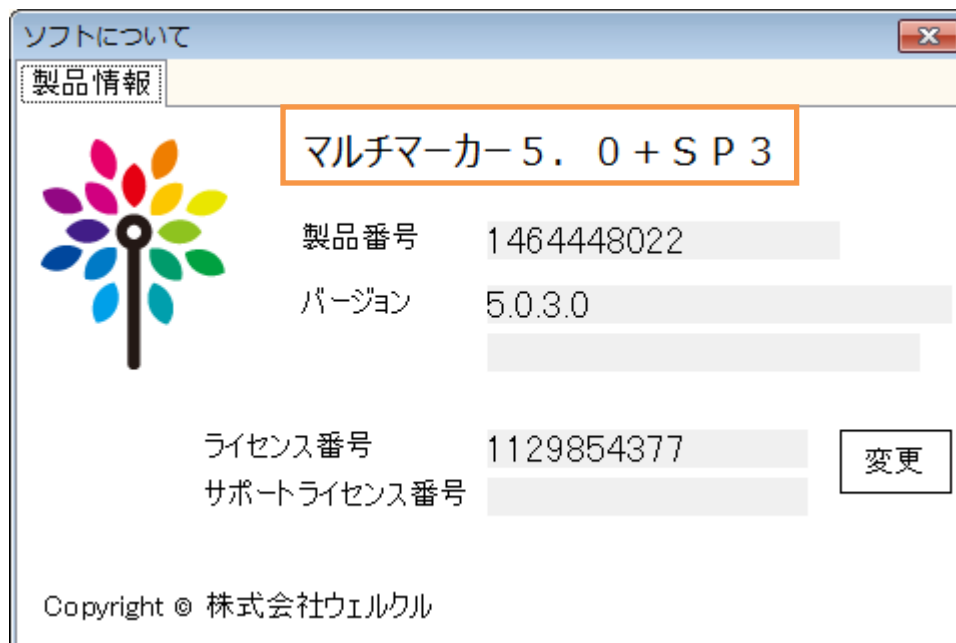 ソフトについて
製品情報
マルチマーカー５．０＋ＳＰ３
製品番号 1464448022
バージョン 5.0.3.0
ライセンス番号 1129854377
変更
サポートライセンス番号
Copyright © 株式会社ウェルクル